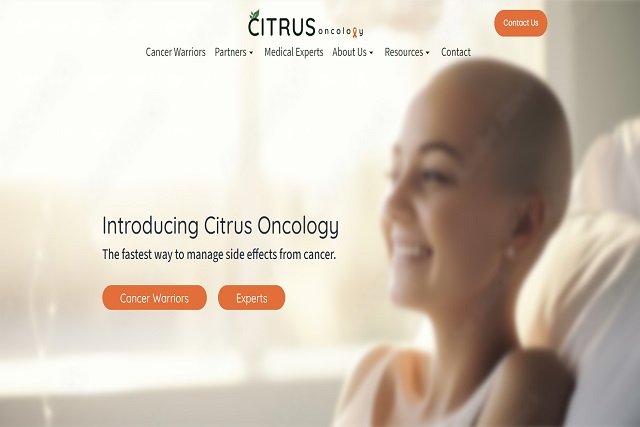 CITRUS oncology
Contact Us
Cancer Warriors Partners Medical Experts About Us Resources Contact
Introducing Citrus Oncology
The fastest way to manage side effects from cancer.
Cancer Warriors Experts